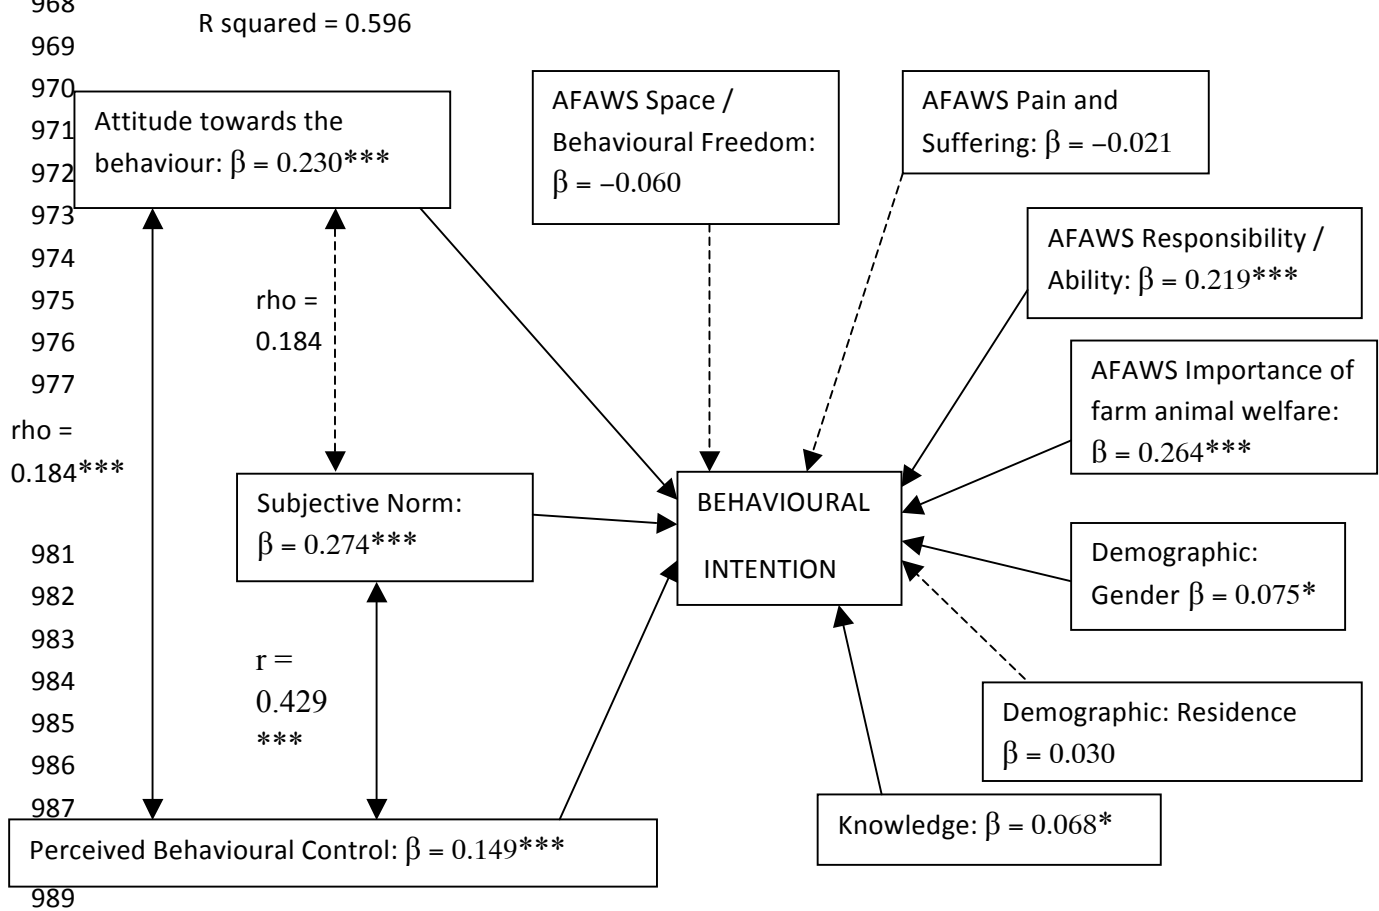 968
R squared = 0.596
969
970
971
972
973
974
975
976
977
981
982
983
984
985
986
987
989
Attitude towards the
behaviour: β = 0.230***
AFAWS Space /
Behavioural Freedom:
β = −0.060
AFAWS Pain and
Suffering: β = −0.021
AFAWS Responsibility /
Ability: β = 0.219***
rho =
0.184
AFAWS Importance of
farm animal welfare:
β = 0.264***
rho =
0.184***
Subjective Norm:
β = 0.274***
BEHAVIOURAL
INTENTION
Demographic:
Gender β = 0.075*
r =
0.429
***
Demographic: Residence
β = 0.030
Knowledge: β = 0.068*
Perceived Behavioural Control: β = 0.149***